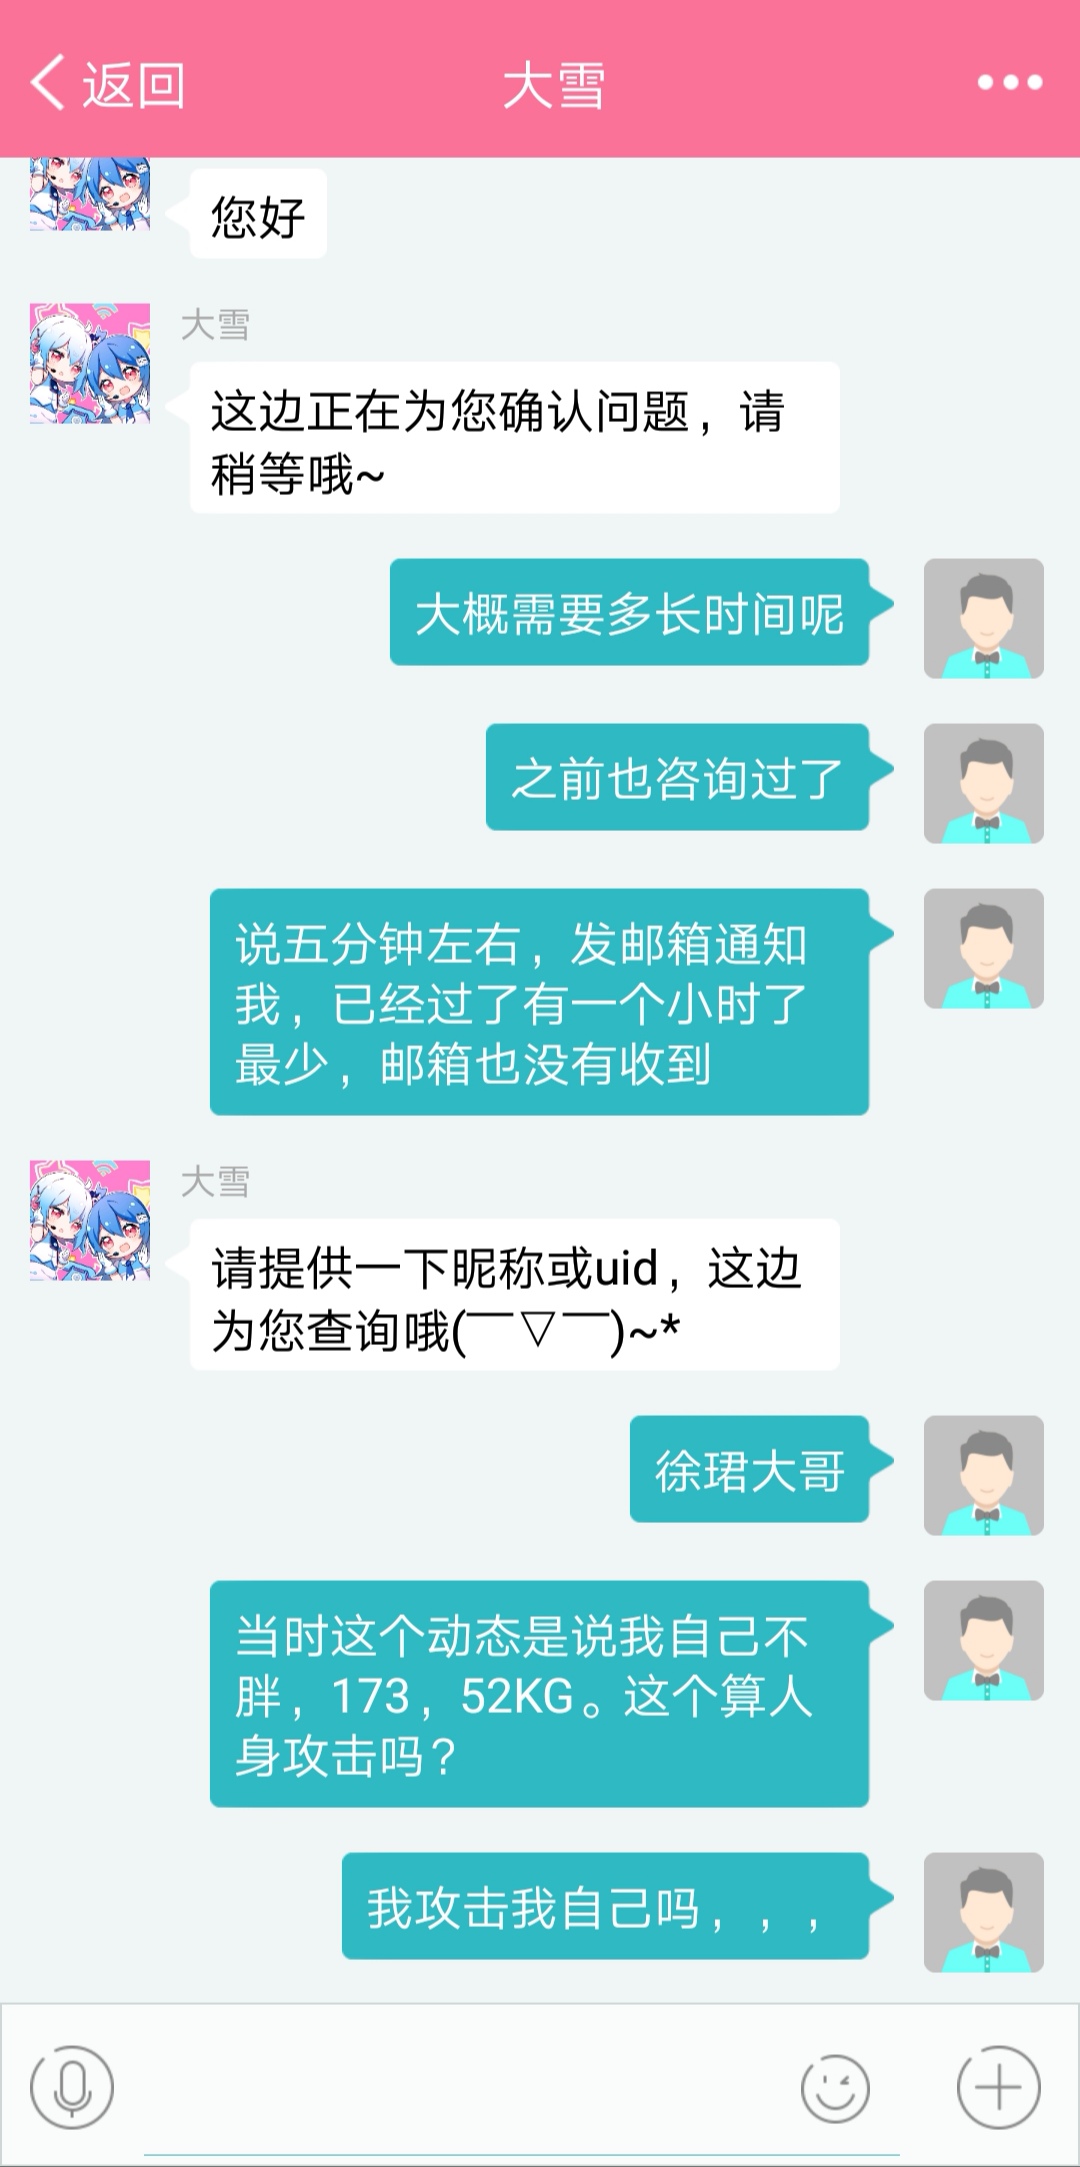 返回
大雪
您好
大雪
这边正在为您确认问题，请
稍等哦~
大概需要多长时间呢
之前也咨询过了
说五分钟左右，发邮箱通知
我，已经过了有一个小时了
最少，邮箱也没有收到
大雪
请提供一下昵称或uid，这边
为您查询哦(￣▽￣)~*
徐珺大哥
当时这个动态是说我自己不
胖，173，52KG。这个算人
身攻击吗？
我攻击我自己吗，，，